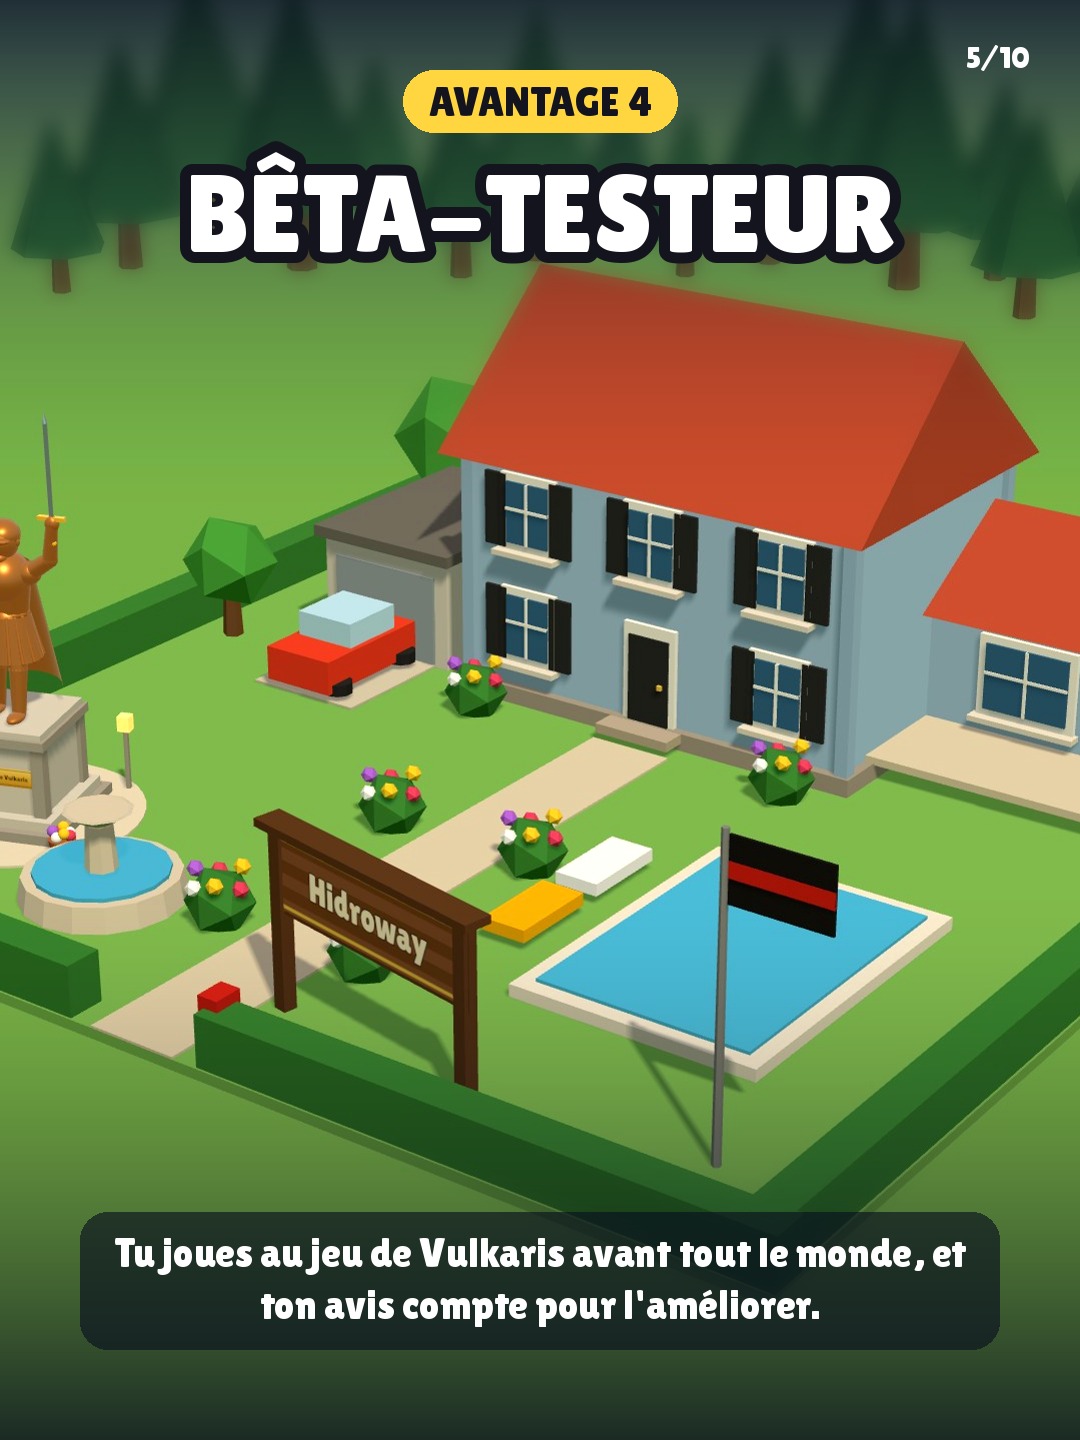 5/10
AVANTAGE 4
BÊTA-TESTEUR
Vulkaris
Hidroway
Tu joues au jeu de Vulkaris avant tout le monde, et
ton avis compte pour l'améliorer.